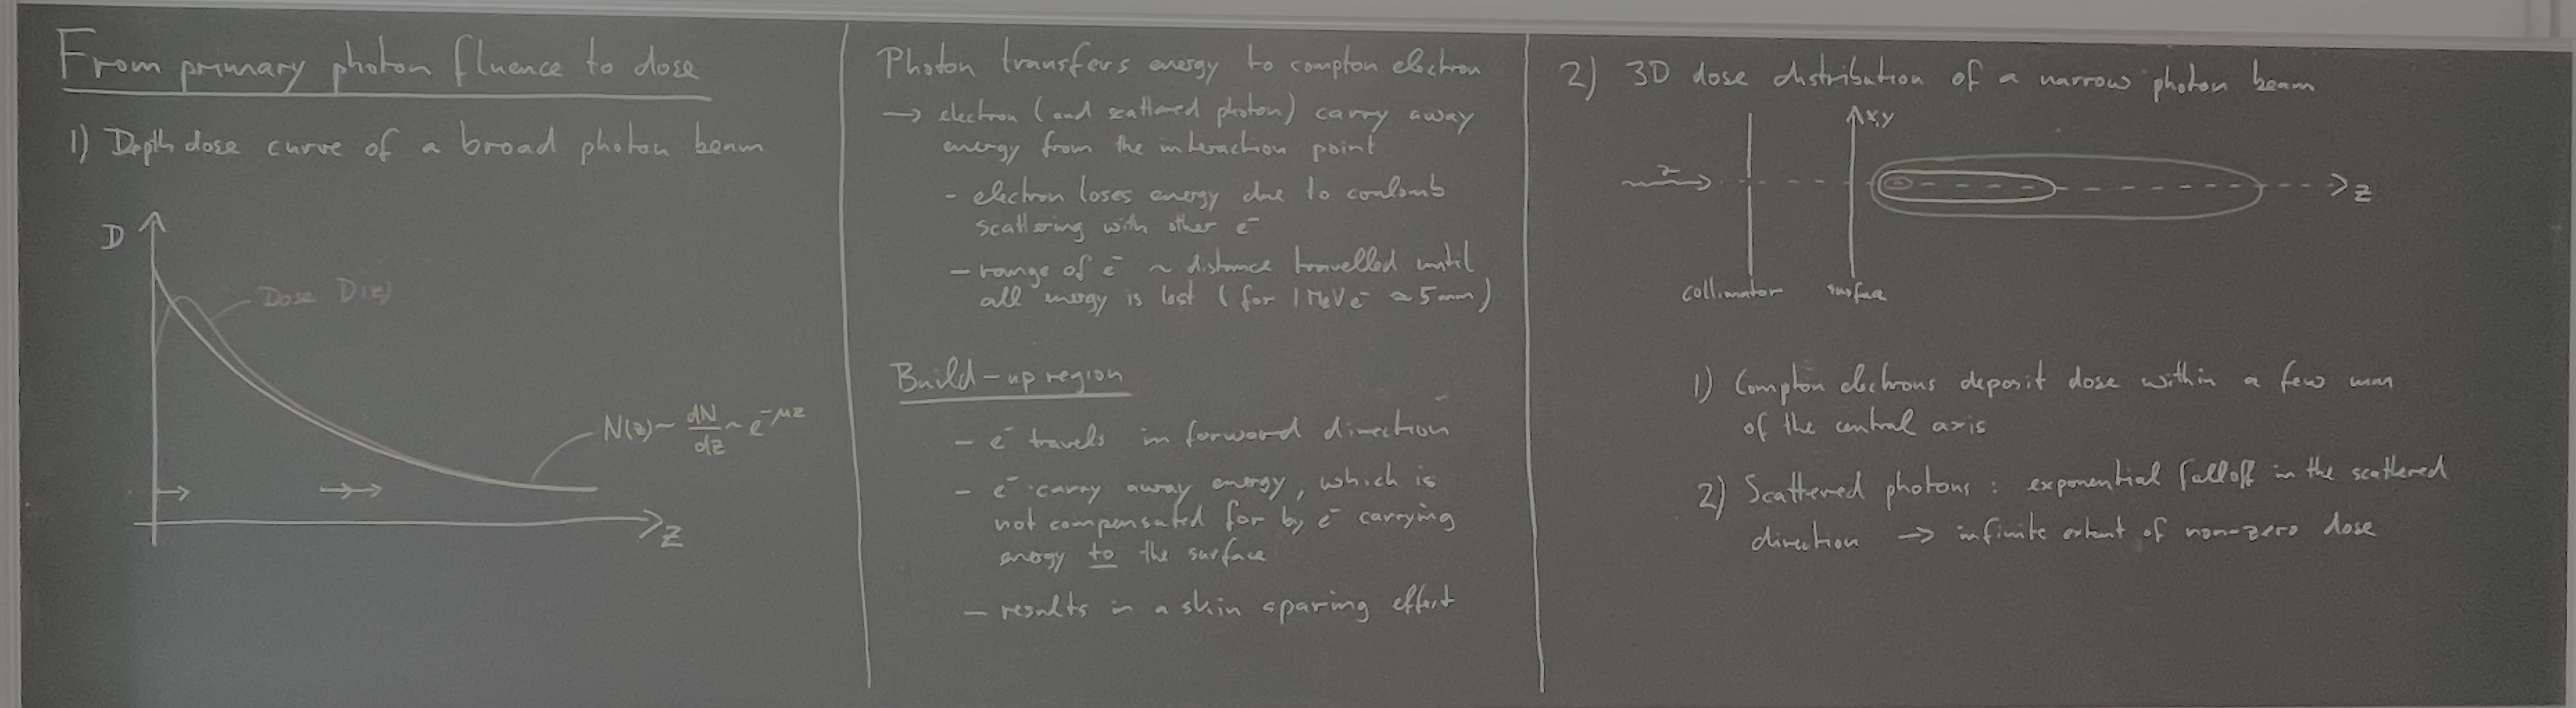 From primary photon fluence to dose
1) Depth dose curve of a broad photon beam
D
Dose D(z)
N(z) ~ dN/dz ~ e^-μz
z
Photon transfers energy to compton electron
→ electron (and scattered photon) carry away
energy from the interaction point
- electron loses energy due to coulomb
scattering with other e⁻
- range of e⁻ ~ distance travelled until
all energy is lost (for 1 MeV e⁻ ≈ 5 mm)
Build-up region
- e⁻ travels in forward direction
- e⁻ carry away energy, which is
not compensated for by e⁻ carrying
energy to the surface
- results in a skin sparing effect
2) 3D dose distribution of a narrow photon beam
x,y
z
collimator
surface
1) Compton electrons deposit dose within a few mm
of the central axis
2) Scattered photons : exponential falloff in the scattered
direction → infinite extent of non-zero dose